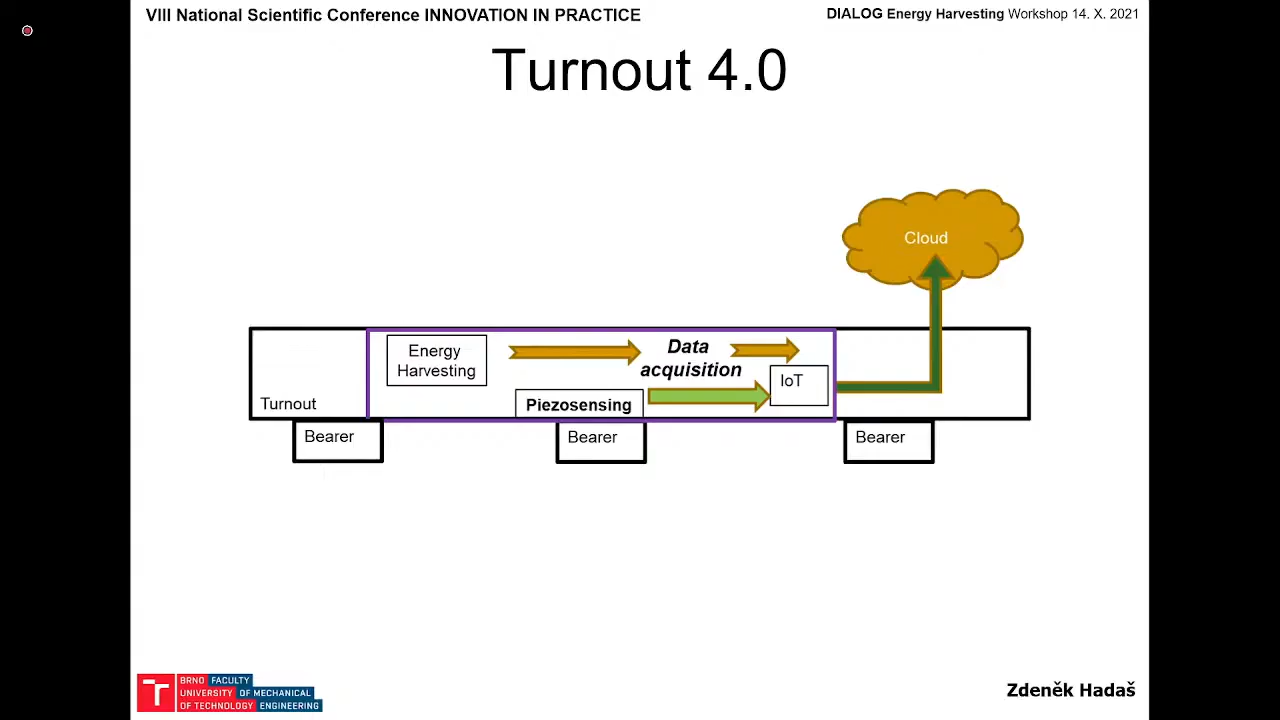 VIII National Scientific Conference INNOVATION IN PRACTICE
DIALOG Energy Harvesting Workshop 14. X. 2021
Turnout 4.0
Cloud
Energy
Harvesting
Data
acquisition
IoT
Turnout
Piezosensing
Bearer
Bearer
Bearer
BRNO FACULTY
UNIVERSITY OF MECHANICAL
OF TECHNOLOGY ENGINEERING
Zdeněk Hadaš